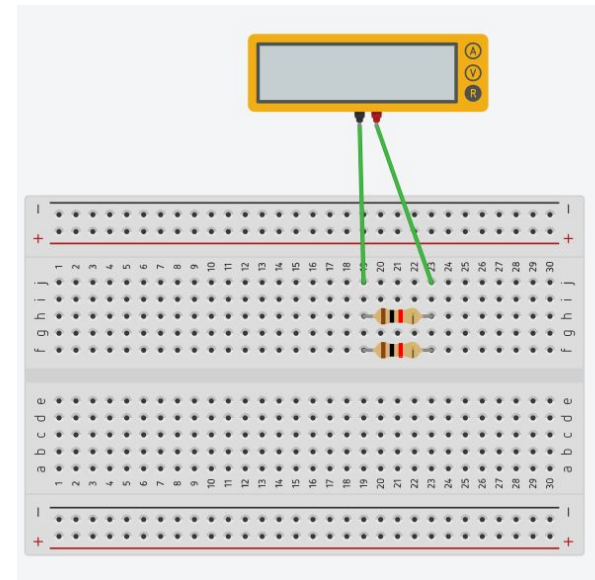 A
V
R
− −
+ +
1 2 3 4 5 6 7 8 9 10 11 12 13 14 15 16 17 18 19 20 21 22 23 24 25 26 27 28 29 30
j j
i i
h h
g g
f f
e e
d d
c c
b b
a a
1 2 3 4 5 6 7 8 9 10 11 12 13 14 15 16 17 18 19 20 21 22 23 24 25 26 27 28 29 30
− −
+ +